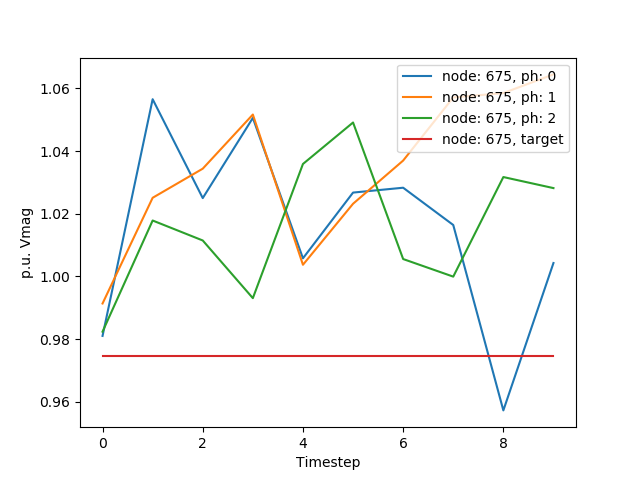 node: 675, ph: 0
node: 675, ph: 1
node: 675, ph: 2
node: 675, target
p.u. Vmag
1.06
1.04
1.02
1.00
0.98
0.96
0 2 4 6 8
Timestep